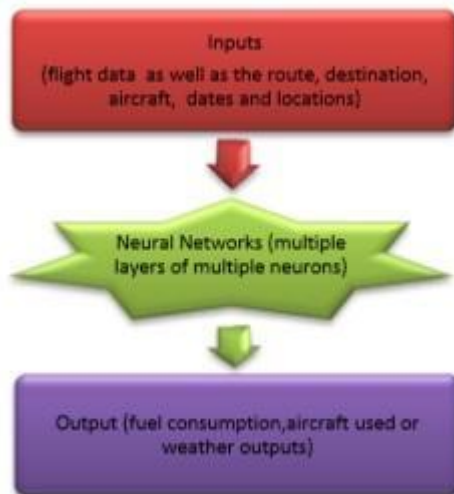 Inputs
(flight data as well as the route, destination,
aircraft, dates and locations)
Neural Networks (multiple
layers of multiple neurons)
Output (fuel consumption,aircraft used or
weather outputs)